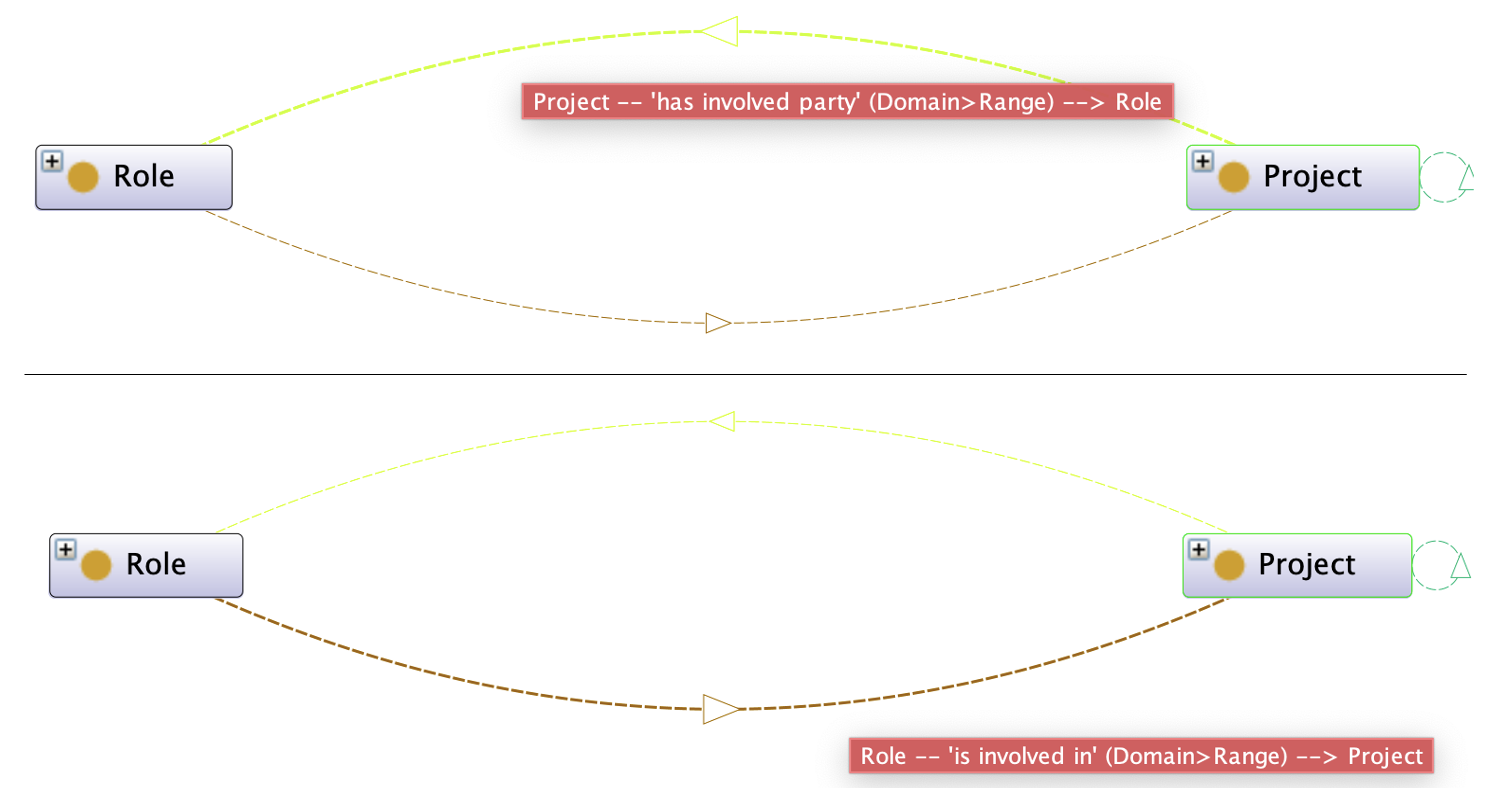 Project -- 'has involved party' (Domain>Range) --> Role
Role
Project
Role
Project
Role -- 'is involved in' (Domain>Range) --> Project